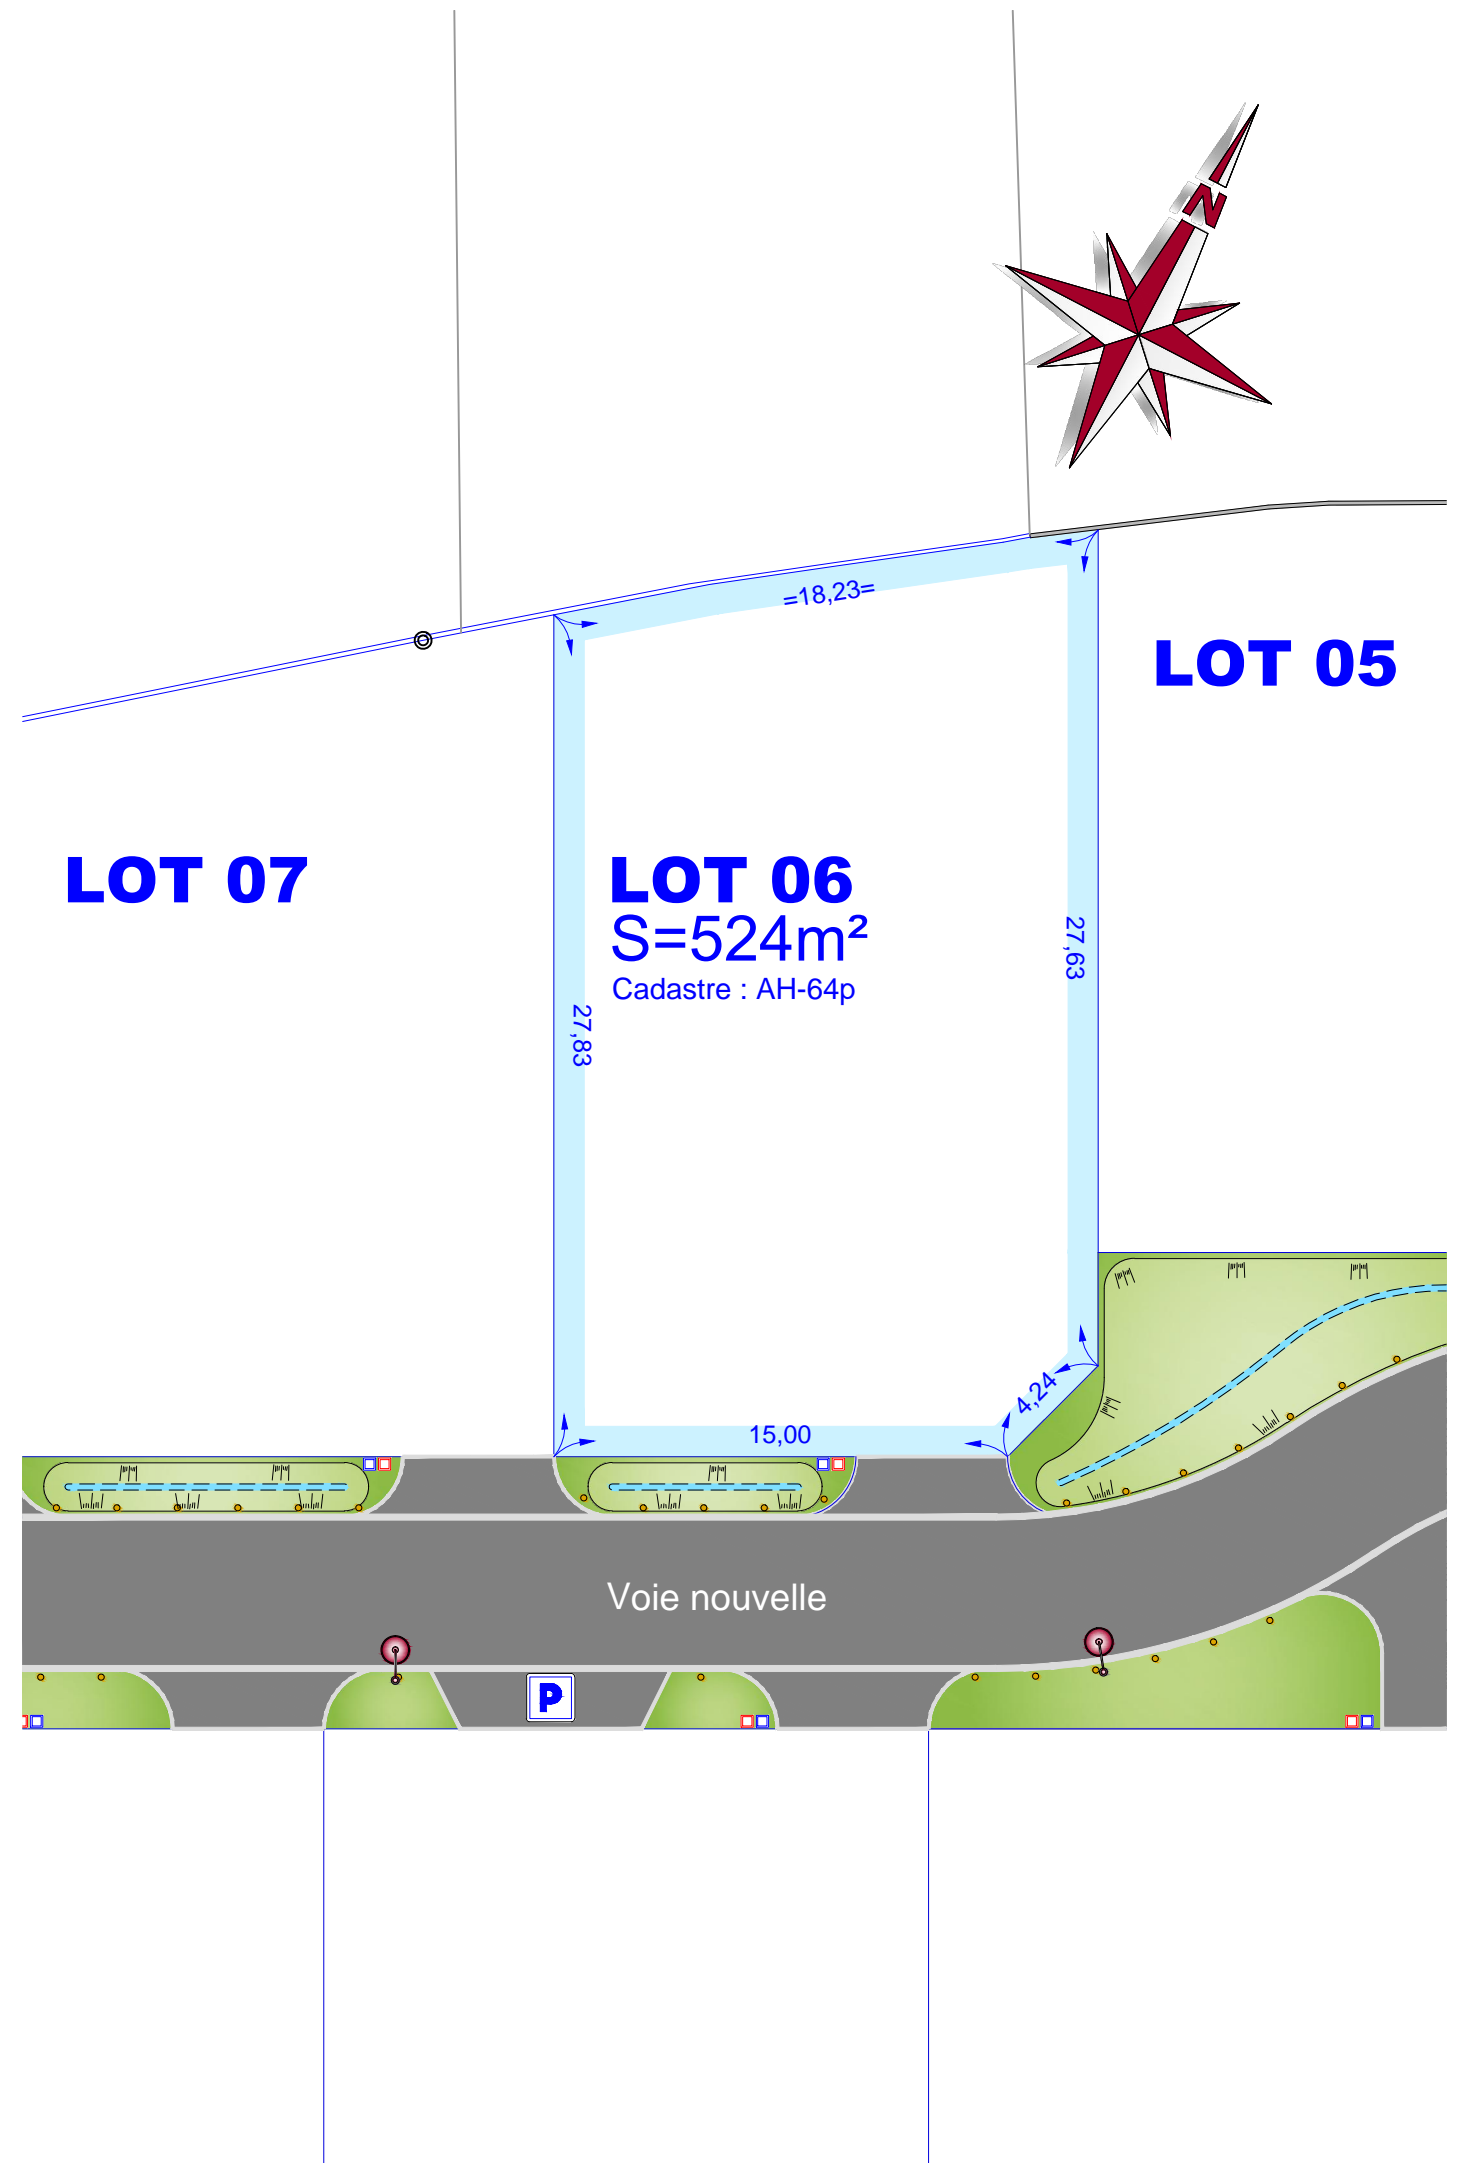 N
=18,23=
LOT 05
LOT 07
LOT 06
S=524m²
Cadastre : AH-64p
27,63
27,83
4,24
15,00
Voie nouvelle
P